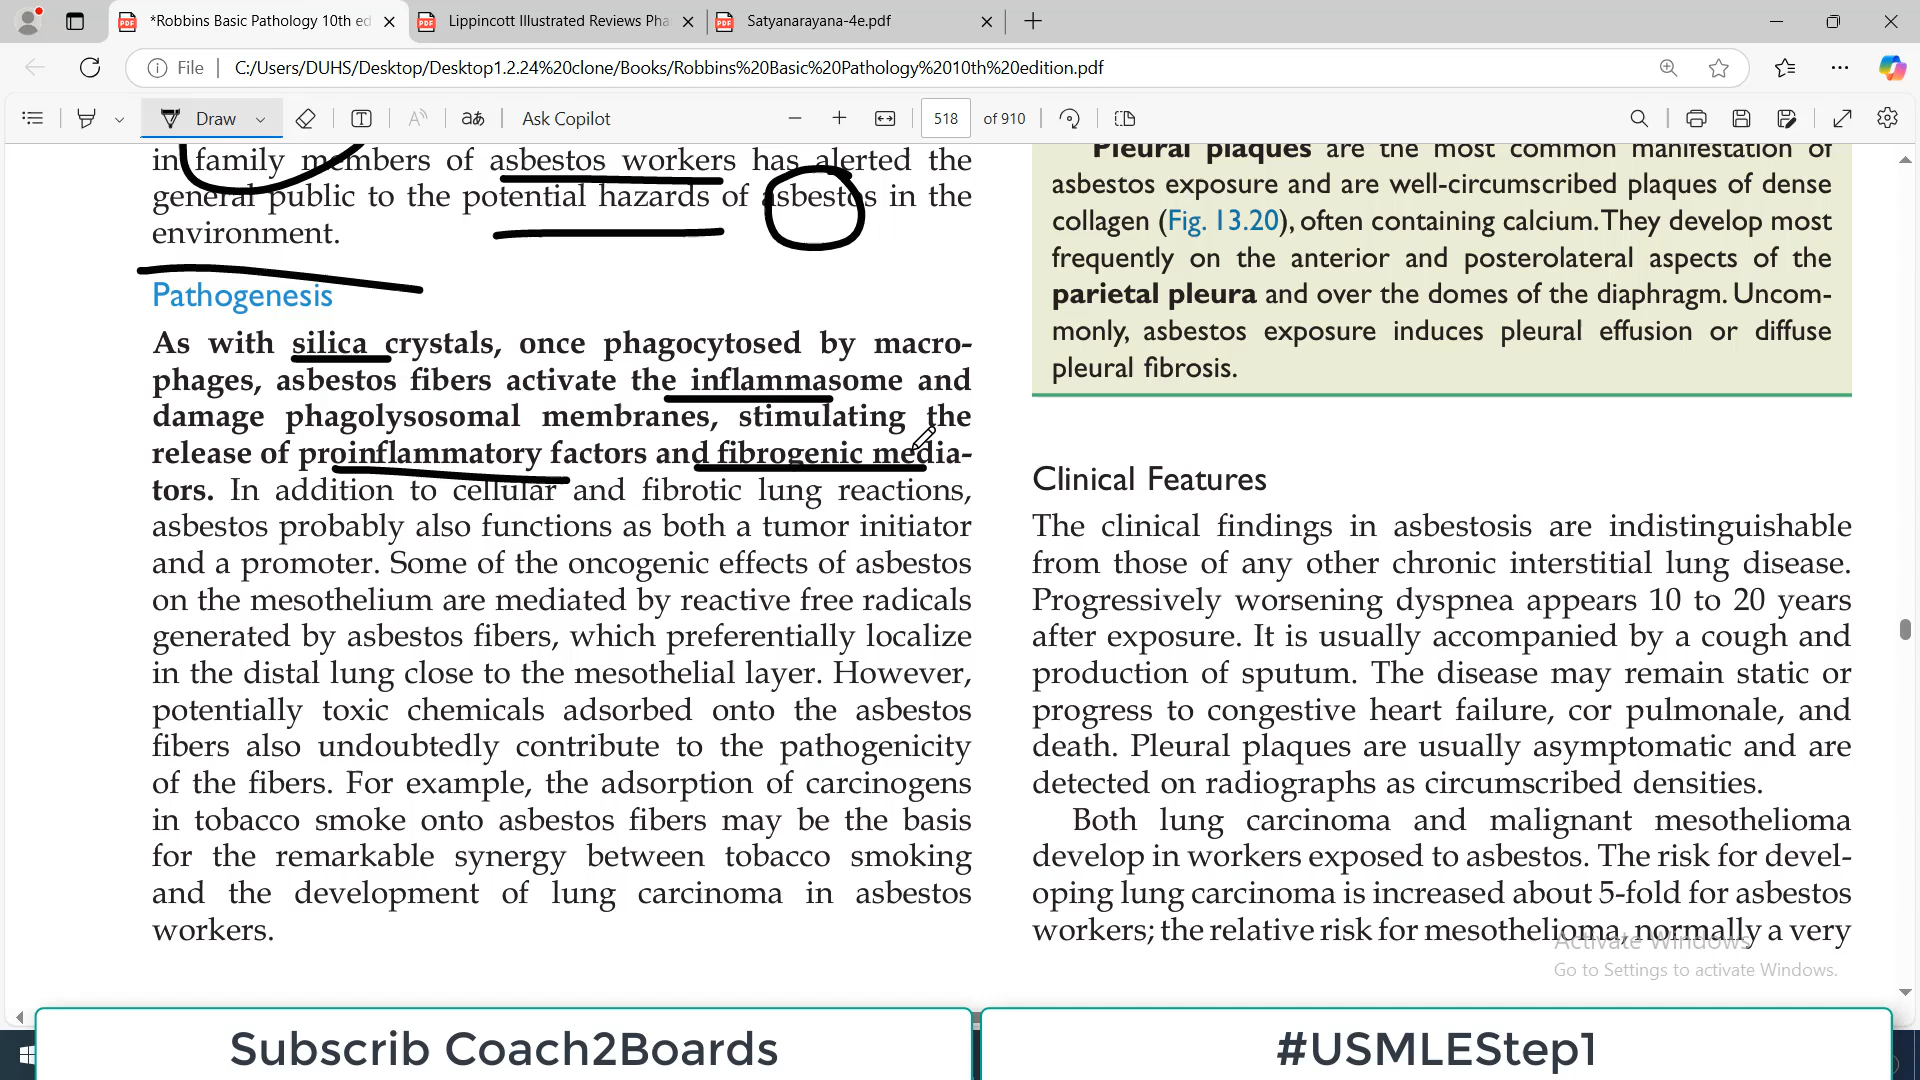 *Robbins Basic Pathology 10th ed
Lippincott Illustrated Reviews Pha
Satyanarayana-4e.pdf
File
C:/Users/DUHS/Desktop/Desktop1.2.24%20clone/Books/Robbins%20Basic%20Pathology%2010th%20edition.pdf
Draw
Ask Copilot
518 of 910
in family members of asbestos workers has alerted the
general public to the potential hazards of asbestos in the
environment.
Pathogenesis
As with silica crystals, once phagocytosed by macro-
phages, asbestos fibers activate the inflammasome and
damage phagolysosomal membranes, stimulating the
release of proinflammatory factors and fibrogenic media-
tors. In addition to cellular and fibrotic lung reactions,
asbestos probably also functions as both a tumor initiator
and a promoter. Some of the oncogenic effects of asbestos
on the mesothelium are mediated by reactive free radicals
generated by asbestos fibers, which preferentially localize
in the distal lung close to the mesothelial layer. However,
potentially toxic chemicals adsorbed onto the asbestos
fibers also undoubtedly contribute to the pathogenicity
of the fibers. For example, the adsorption of carcinogens
in tobacco smoke onto asbestos fibers may be the basis
for the remarkable synergy between tobacco smoking
and the development of lung carcinoma in asbestos
workers.
Pleural plaques are the most common manifestation of
asbestos exposure and are well-circumscribed plaques of dense
collagen (Fig. 13.20), often containing calcium. They develop most
frequently on the anterior and posterolateral aspects of the
parietal pleura and over the domes of the diaphragm. Uncom-
monly, asbestos exposure induces pleural effusion or diffuse
pleural fibrosis.
Clinical Features
The clinical findings in asbestosis are indistinguishable
from those of any other chronic interstitial lung disease.
Progressively worsening dyspnea appears 10 to 20 years
after exposure. It is usually accompanied by a cough and
production of sputum. The disease may remain static or
progress to congestive heart failure, cor pulmonale, and
death. Pleural plaques are usually asymptomatic and are
detected on radiographs as circumscribed densities.
Both lung carcinoma and malignant mesothelioma
develop in workers exposed to asbestos. The risk for devel-
oping lung carcinoma is increased about 5-fold for asbestos
workers; the relative risk for mesothelioma, normally a very
Activate Windows
Go to Settings to activate Windows.
Subscrib Coach2Boards
#USMLEStep1